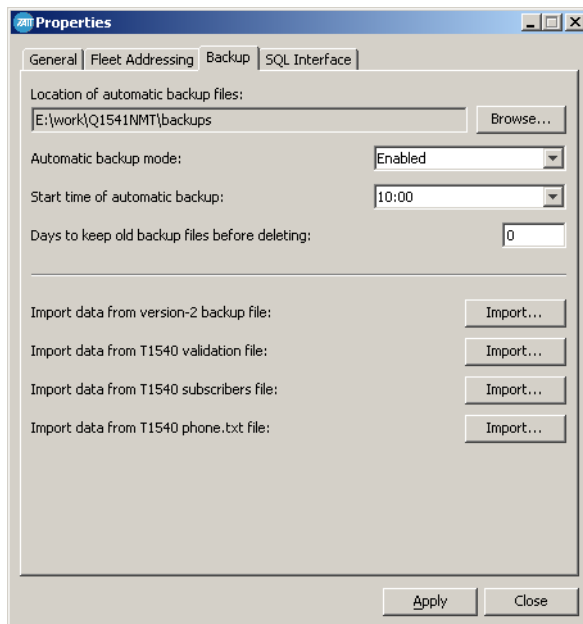 TAIT Properties
General Fleet Addressing Backup SQL Interface
Location of automatic backup files:
E:\work\Q1541NMT\backups Browse...
Automatic backup mode: Enabled
Start time of automatic backup: 10:00
Days to keep old backup files before deleting: 0
Import data from version-2 backup file: Import...
Import data from T1540 validation file: Import...
Import data from T1540 subscribers file: Import...
Import data from T1540 phone.txt file: Import...
Apply Close